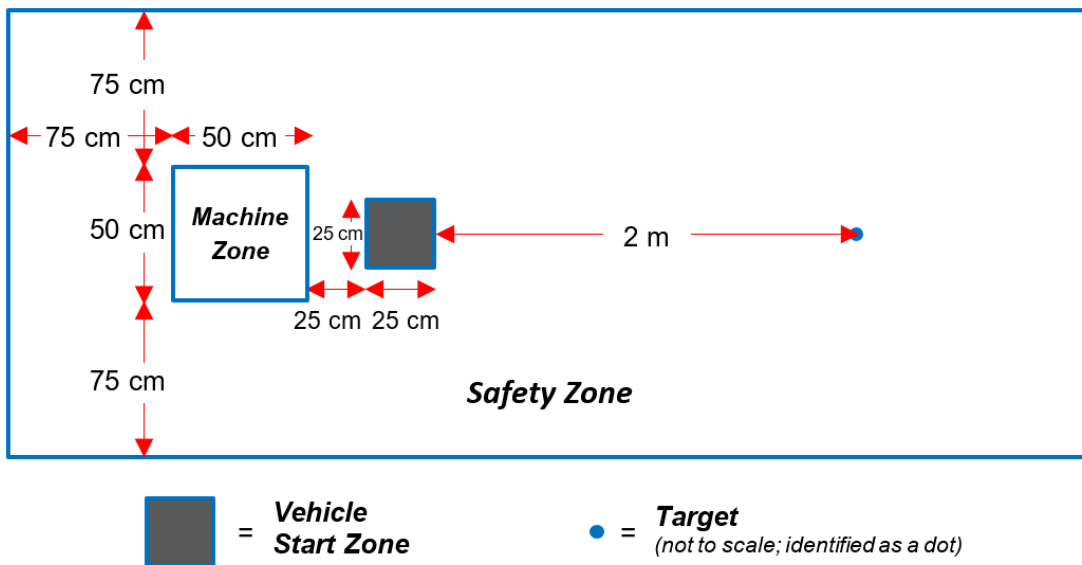 75 cm
75 cm
50 cm
50 cm
Machine
Zone
25 cm
2 m
25 cm
25 cm
75 cm
Safety Zone
= Vehicle
Start Zone
= Target
(not to scale; identified as a dot)